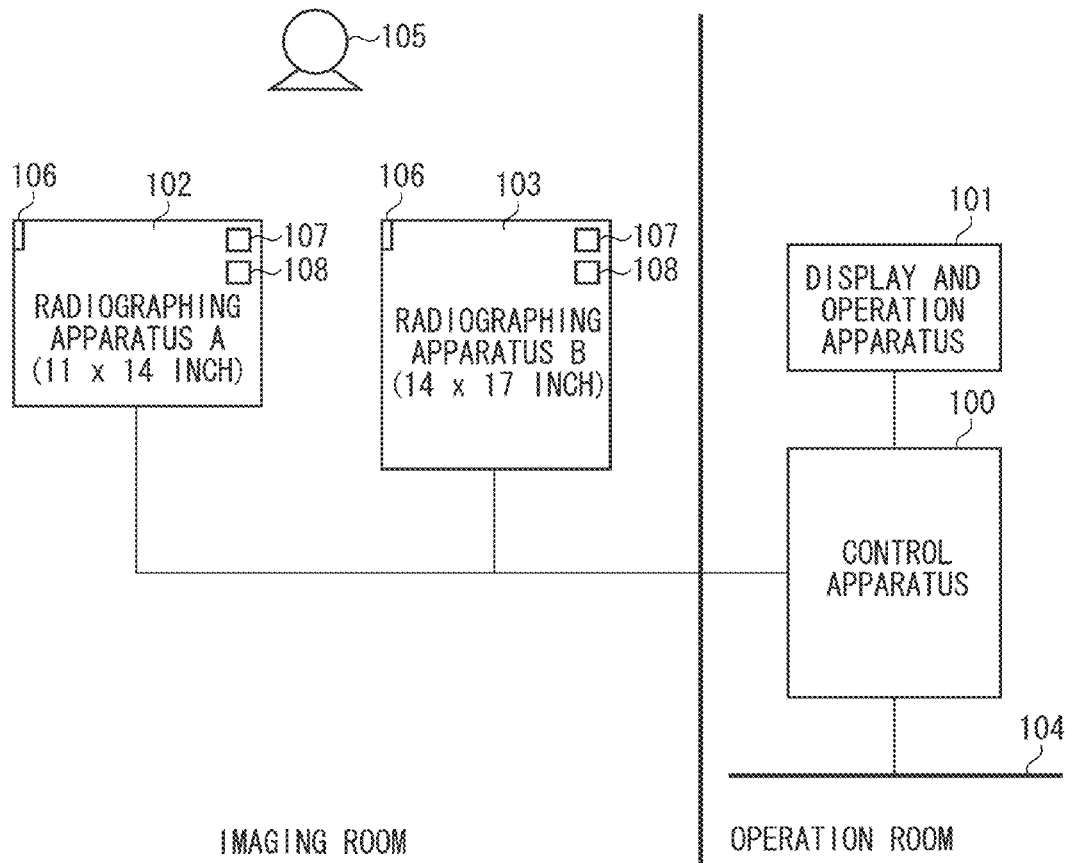 105
106
102
107
108
RADIOGRAPHING
APPARATUS A
(11 x 14 INCH)
106
103
107
108
RADIOGRAPHING
APPARATUS B
(14 x 17 INCH)
101
DISPLAY AND
OPERATION
APPARATUS
100
CONTROL
APPARATUS
104
IMAGING ROOM
OPERATION ROOM